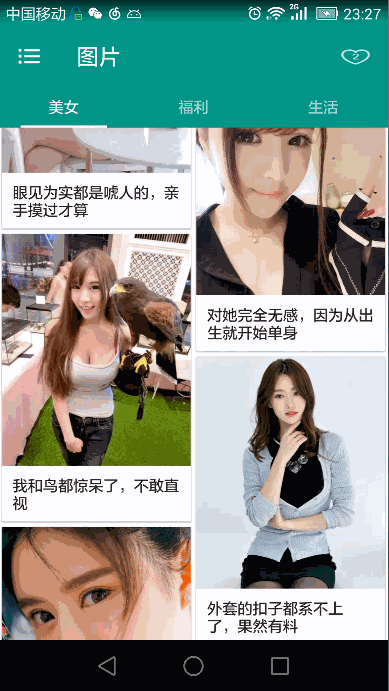 中国移动
2G
23:27
图片
2
美女
福利
生活
眼见为实都是唬人的，亲
手摸过才算
对她完全无感，因为从出
生就开始单身
我和鸟都惊呆了，不敢直
视
外套的扣子都系不上
了，果然有料